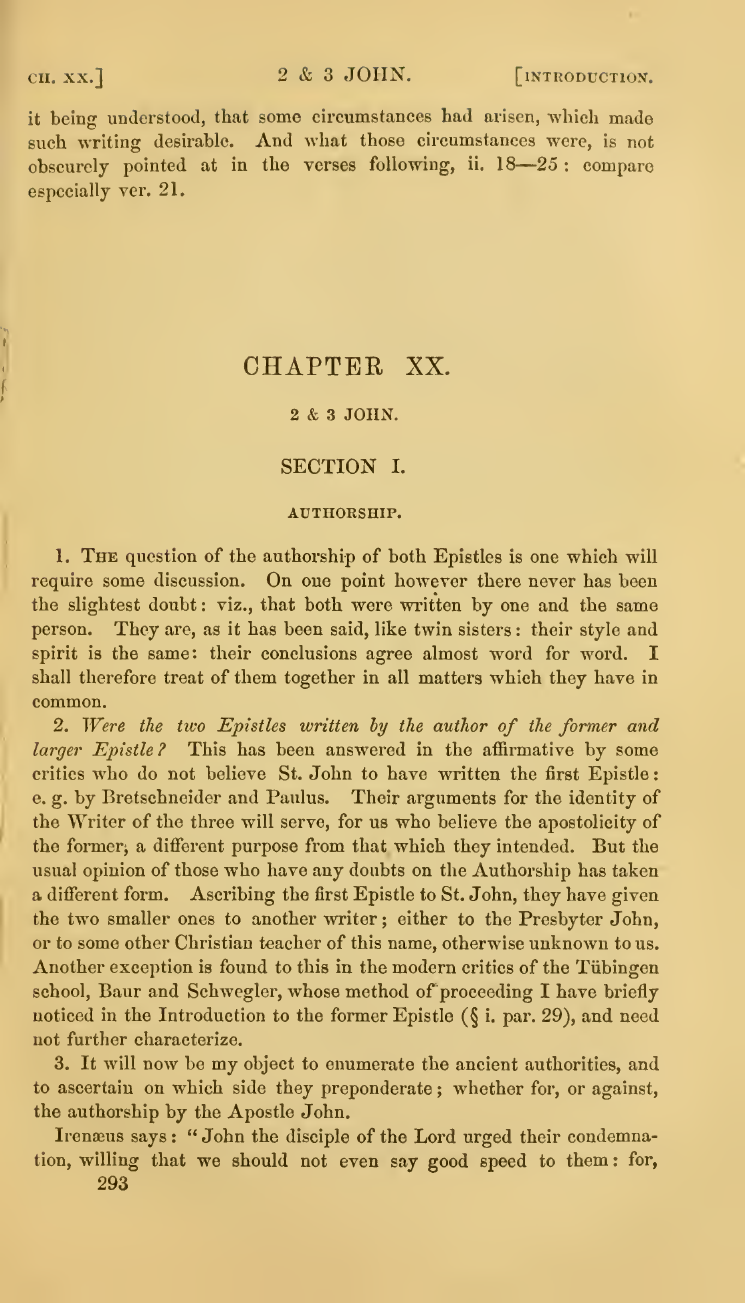 CH. XX.] 2 & 3 JOHN. [INTRODUCTION.
it being understood, that some circumstances had arisen, which made
such writing desirable. And what those circumstances were, is not
obscurely pointed at in the verses following, ii. 18—25 : compare
especially ver. 21.
CHAPTER XX.
2 & 3 JOHN.
SECTION I.
AUTHORSHIP.
1. THE question of the authorship of both Epistles is one which will
require some discussion. On one point however there never has been
the slightest doubt : viz., that both were written by one and the same
person. They are, as it has been said, like twin sisters : their style and
spirit is the same: their conclusions agree almost word for word. I
shall therefore treat of them together in all matters which they have in
common.
2. Were the two Epistles written by the author of the former and
larger Epistle? This has been answered in the affirmative by some
critics who do not believe St. John to have written the first Epistle :
e. g. by Bretschneider and Paulus. Their arguments for the identity of
the Writer of the three will serve, for us who believe the apostolicity of
the former, a different purpose from that which they intended. But the
usual opinion of those who have any doubts on the Authorship has taken
a different form. Ascribing the first Epistle to St. John, they have given
the two smaller ones to another writer ; either to the Presbyter John,
or to some other Christian teacher of this name, otherwise unknown to us.
Another exception is found to this in the modern critics of the Tübingen
school, Baur and Schwegler, whose method of proceeding I have briefly
noticed in the Introduction to the former Epistle (§ i. par. 29), and need
not further characterize.
3. It will now be my object to enumerate the ancient authorities, and
to ascertain on which side they preponderate ; whether for, or against,
the authorship by the Apostle John.
Irenæus says : “ John the disciple of the Lord urged their condemna-
tion, willing that we should not even say good speed to them : for,
293